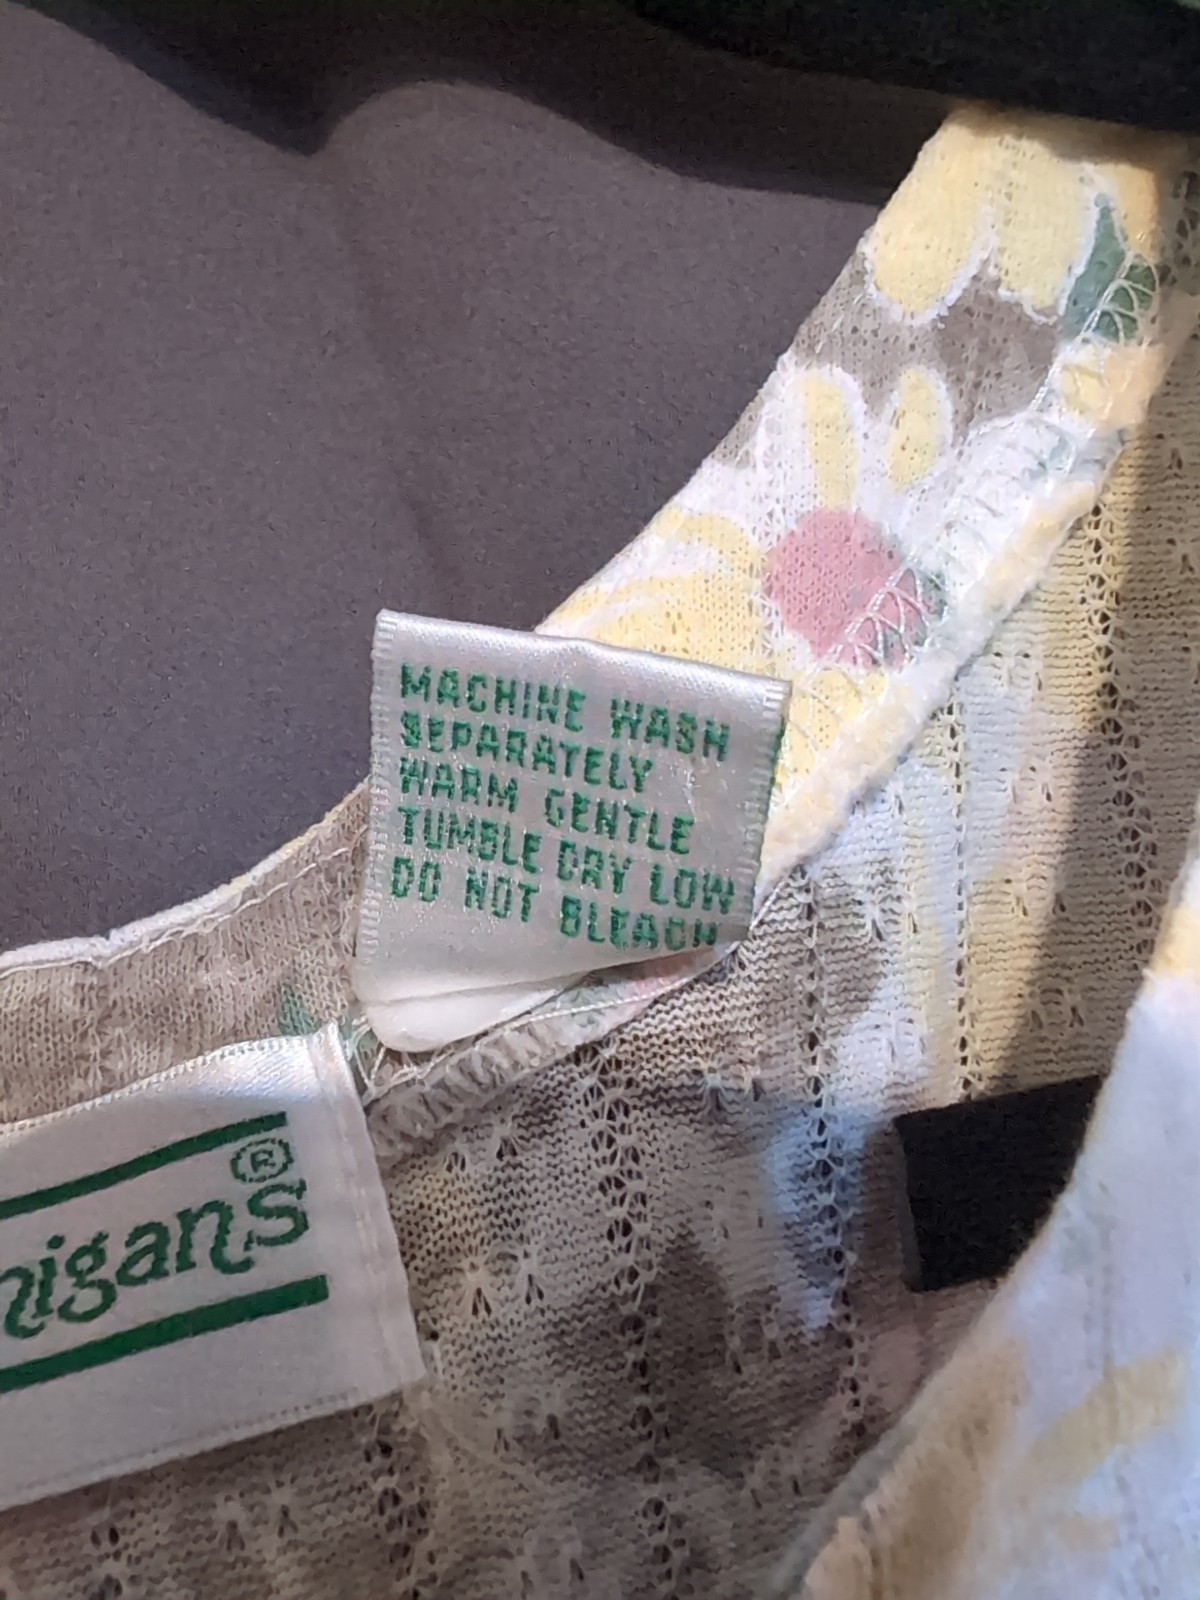 MACHINE WASH
SEPARATELY
WARM GENTLE
TUMBLE DRY LOW
DO NOT BLEACH
nigans®